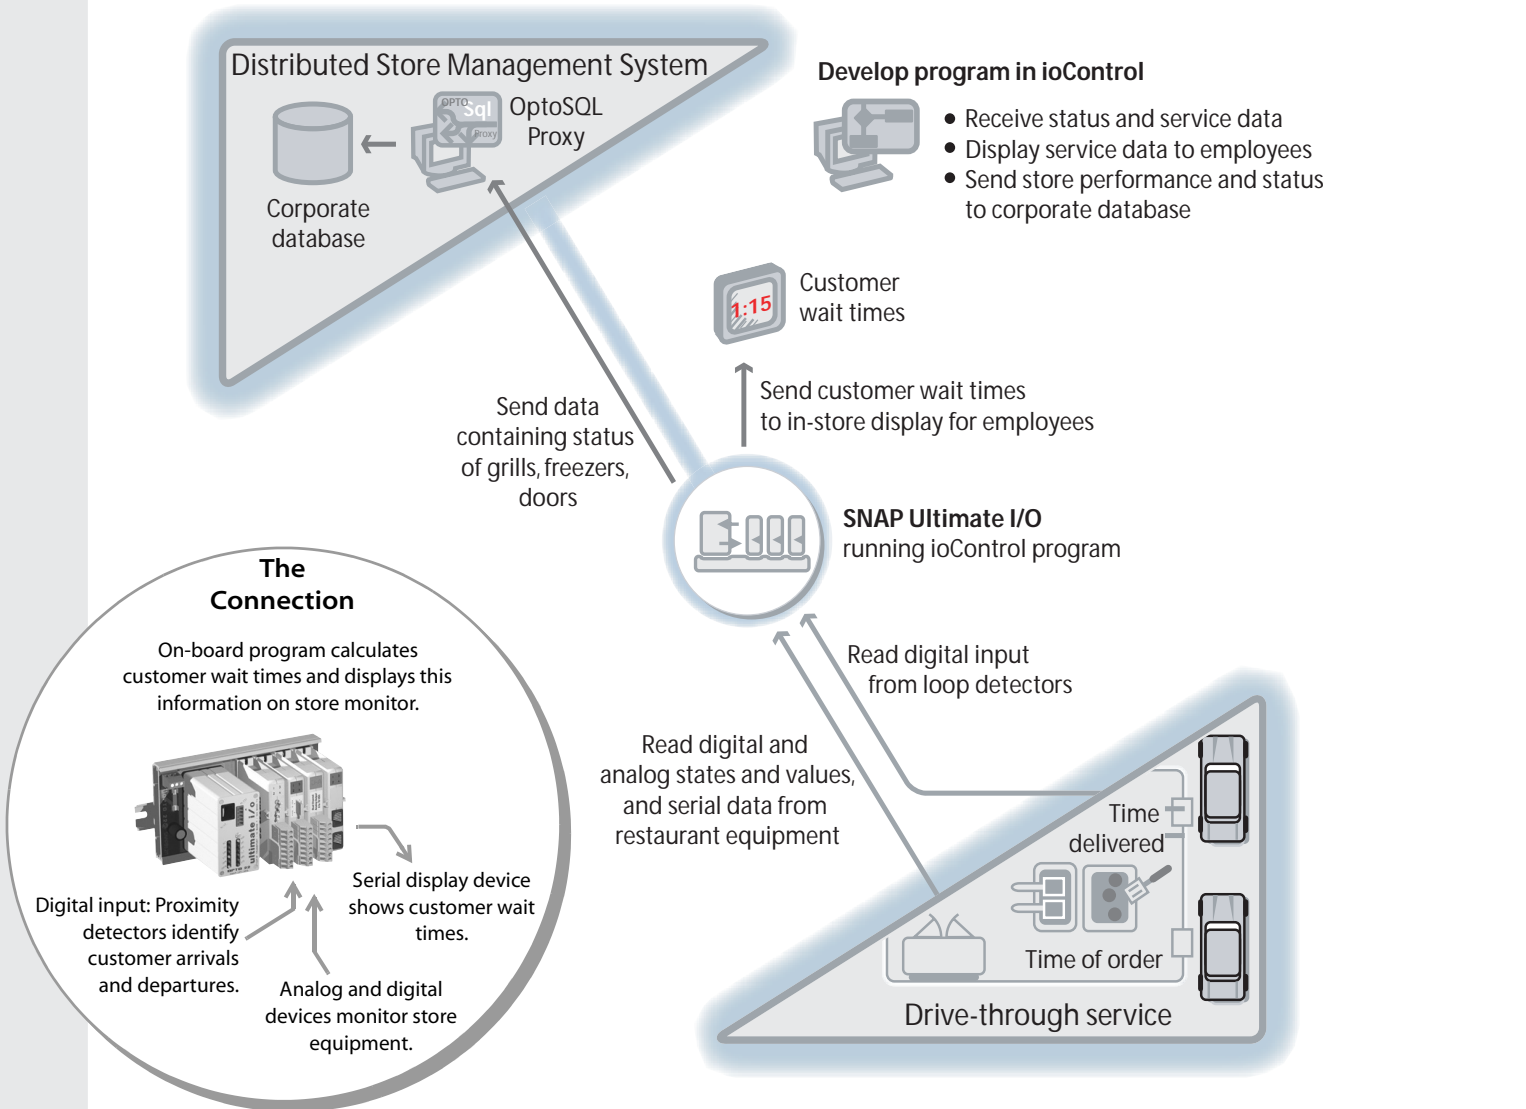 Distributed Store Management System
OPTO
Sql
Proxy
OptoSQL
Proxy
Corporate
database
Develop program in ioControl
• Receive status and service data
• Display service data to employees
• Send store performance and status
to corporate database
1:15
Customer
wait times
Send customer wait times
to in-store display for employees
Send data
containing status
of grills, freezers,
doors
SNAP Ultimate I/O
running ioControl program
Read digital input
from loop detectors
Read digital and
analog states and values,
and serial data from
restaurant equipment
Time
delivered
Time of order
Drive-through service
The
Connection
On-board program calculates
customer wait times and displays this
information on store monitor.
ultimate i/o
Serial display device
shows customer wait
times.
Digital input: Proximity
detectors identify
customer arrivals
and departures.
Analog and digital
devices monitor store
equipment.